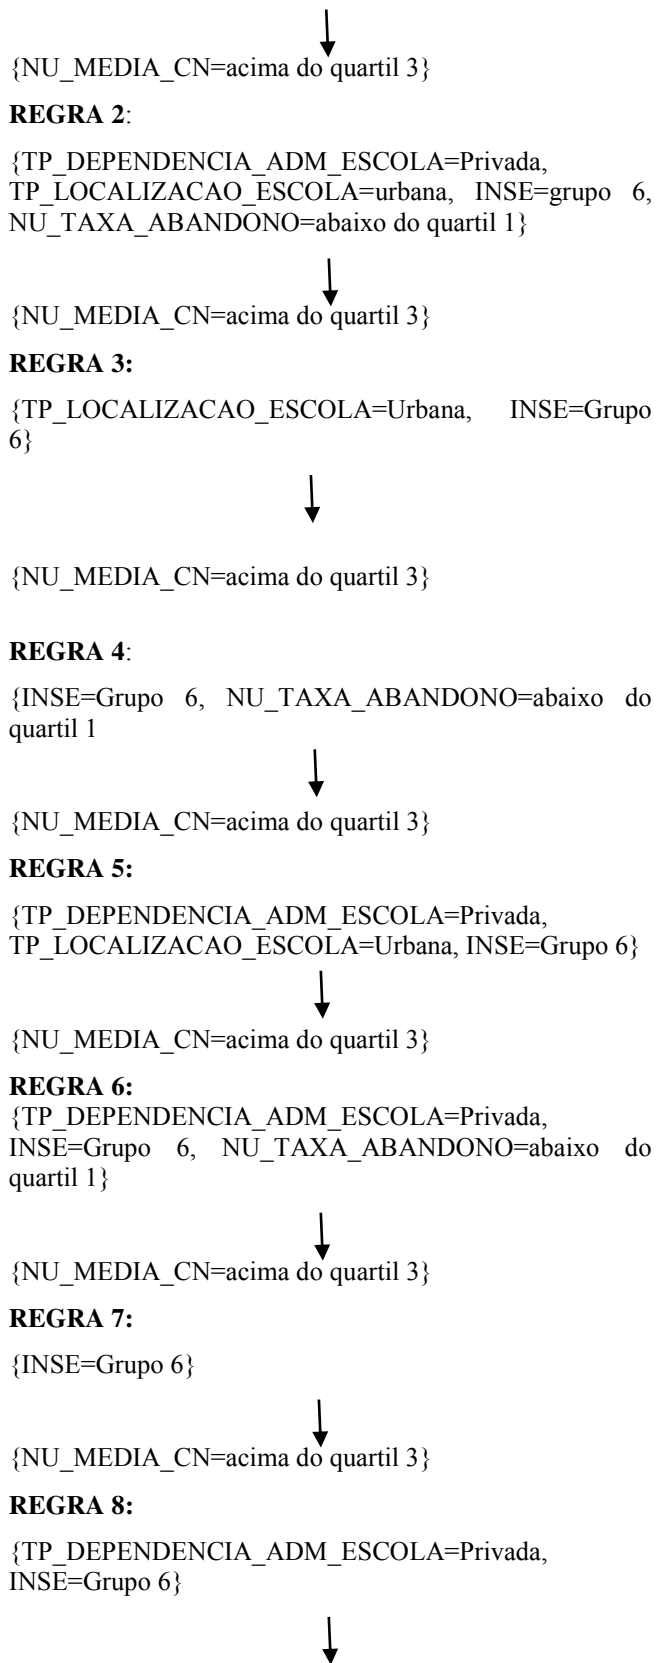 {NU_MEDIA_CN=acima do quartil 3}
REGRA 2:
{TP_DEPENDENCIA_ADM_ESCOLA=Privada,
TP_LOCALIZACAO_ESCOLA=urbana, INSE=grupo 6,
NU_TAXA_ABANDONO=abaixo do quartil 1}
{NU_MEDIA_CN=acima do quartil 3}
REGRA 3:
{TP_LOCALIZACAO_ESCOLA=Urbana, INSE=Grupo
6}
{NU_MEDIA_CN=acima do quartil 3}
REGRA 4:
{INSE=Grupo 6, NU_TAXA_ABANDONO=abaixo do
quartil 1
{NU_MEDIA_CN=acima do quartil 3}
REGRA 5:
{TP_DEPENDENCIA_ADM_ESCOLA=Privada,
TP_LOCALIZACAO_ESCOLA=Urbana, INSE=Grupo 6}
{NU_MEDIA_CN=acima do quartil 3}
REGRA 6:
{TP_DEPENDENCIA_ADM_ESCOLA=Privada,
INSE=Grupo 6, NU_TAXA_ABANDONO=abaixo do
quartil 1}
{NU_MEDIA_CN=acima do quartil 3}
REGRA 7:
{INSE=Grupo 6}
{NU_MEDIA_CN=acima do quartil 3}
REGRA 8:
{TP_DEPENDENCIA_ADM_ESCOLA=Privada,
INSE=Grupo 6}